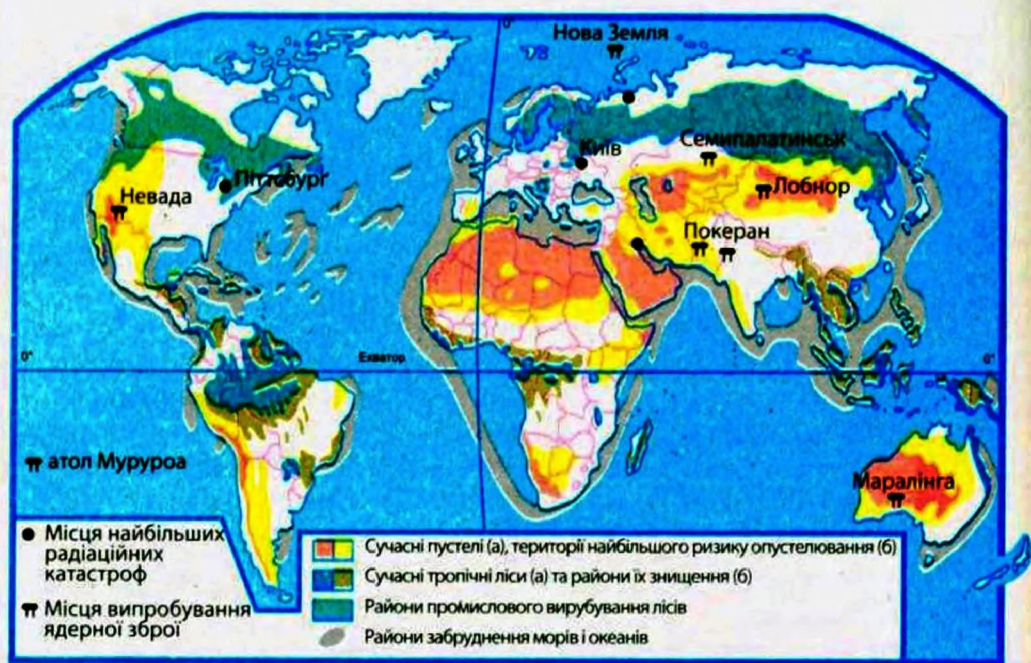 0°
Нова Земля
Київ
Семипалатинськ
Піттсбург
Невада
Лобнор
Покеран
0°
Екватор
0°
атол Муруроа
Маралінга
Місця найбільших
радіаційних
катастроф
Місця випробування
ядерної зброї
Сучасні пустелі (а), території найбільшого ризику опустелювання (б)
Сучасні тропічні ліси (а) та райони їх знищення (б)
Райони промислового вирубування лісів
Райони забруднення морів і океанів